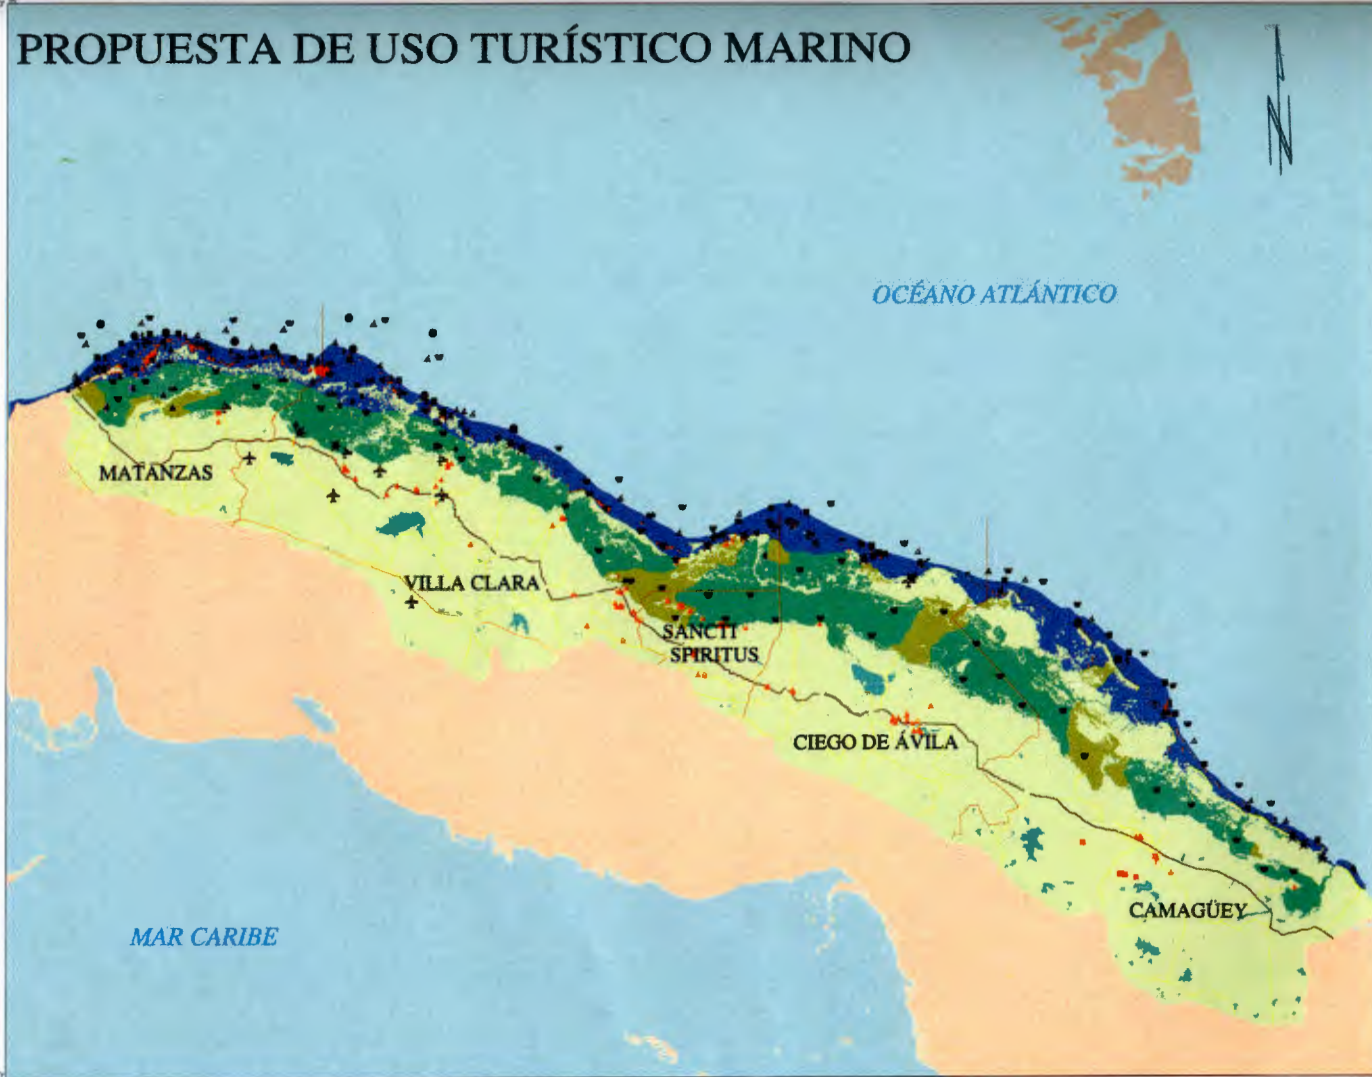 PROPUESTA DE USO TURÍSTICO MARINO
N
OCÉANO ATLÁNTICO
MATANZAS
VILLA CLARA
SANCTI
SPIRITUS
CIEGO DE ÁVILA
CAMAGÜEY
MAR CARIBE